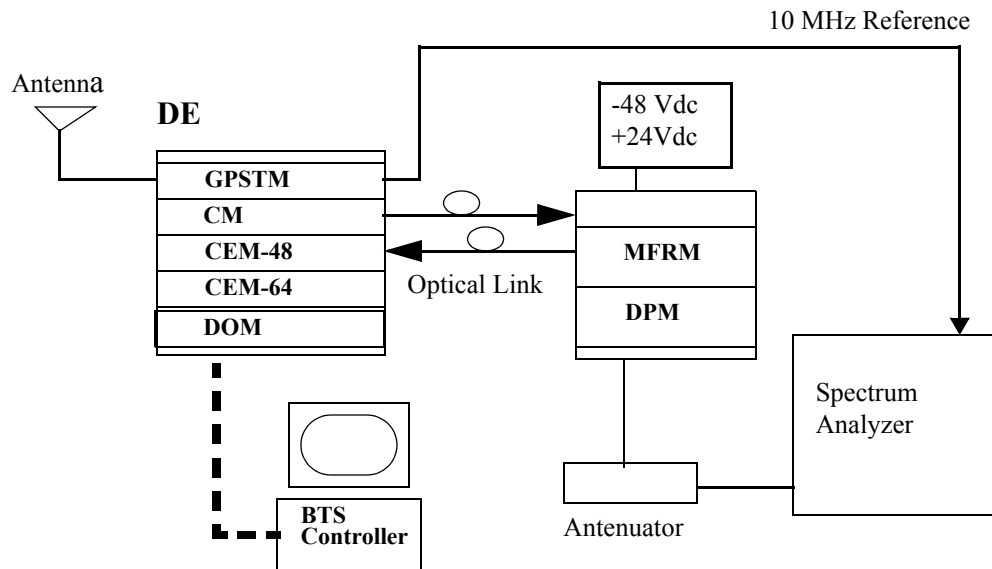 10 MHz Reference
Antenna
DE
-48 Vdc
+24Vdc
GPSTM
CM
CEM-48
CEM-64
DOM
Optical Link
MFRM
DPM
Spectrum
Analyzer
Antenuator
BTS
Controller